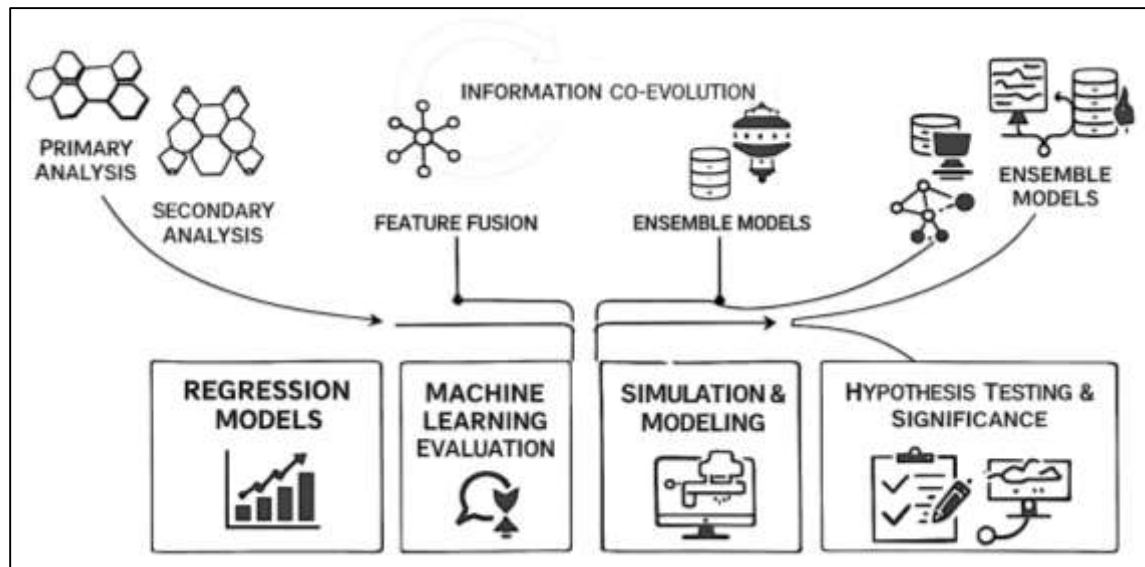 PRIMARY
ANALYSIS
SECONDARY
ANALYSIS
INFORMATION CO-EVOLUTION
FEATURE FUSION
ENSEMBLE MODELS
ENSEMBLE
MODELS
REGRESSION
MODELS
MACHINE
LEARNING
EVALUATION
SIMULATION &
MODELING
HYPOTHESIS TESTING &
SIGNIFICANCE